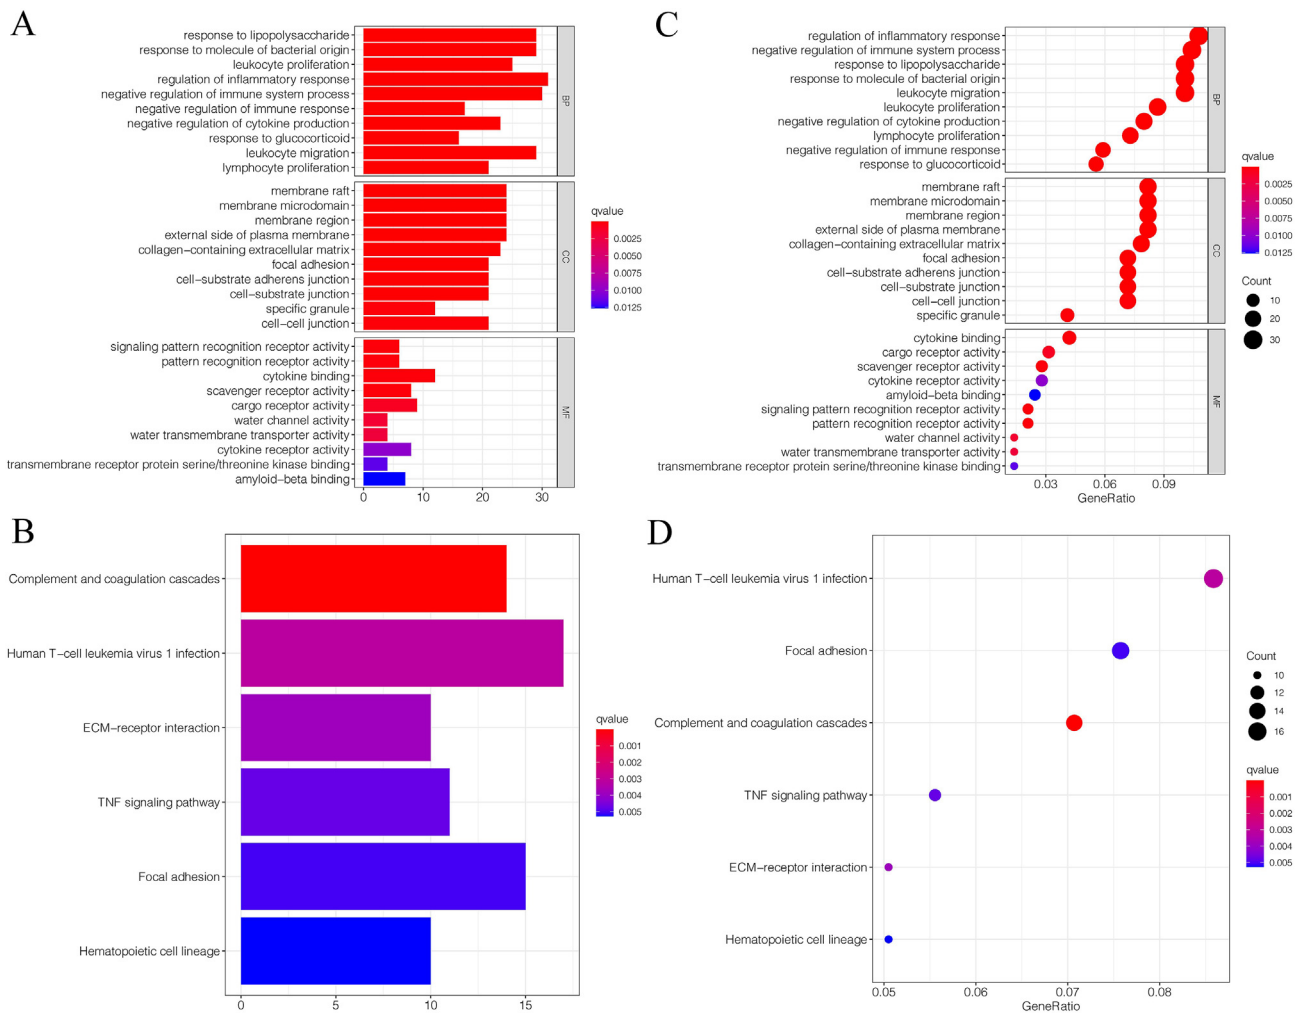 A
response to lipopolysaccharide
response to molecule of bacterial origin
leukocyte proliferation
regulation of inflammatory response
negative regulation of immune system process
negative regulation of immune response
negative regulation of cytokine production
response to glucocorticoid
leukocyte migration
lymphocyte proliferation
BP
membrane raft
membrane microdomain
membrane region
external side of plasma membrane
collagen−containing extracellular matrix
focal adhesion
cell−substrate adherens junction
cell−substrate junction
specific granule
cell−cell junction
CC
signaling pattern recognition receptor activity
pattern recognition receptor activity
cytokine binding
scavenger receptor activity
cargo receptor activity
water channel activity
water transmembrane transporter activity
cytokine receptor activity
transmembrane receptor protein serine/threonine kinase binding
amyloid−beta binding
MF
0 10 20 30
qvalue
0.0025
0.0050
0.0075
0.0100
0.0125
C
regulation of inflammatory response
negative regulation of immune system process
response to lipopolysaccharide
response to molecule of bacterial origin
leukocyte migration
leukocyte proliferation
negative regulation of cytokine production
lymphocyte proliferation
negative regulation of immune response
response to glucocorticoid
BP
membrane raft
membrane microdomain
membrane region
external side of plasma membrane
collagen−containing extracellular matrix
focal adhesion
cell−substrate adherens junction
cell−substrate junction
cell−cell junction
specific granule
CC
cytokine binding
cargo receptor activity
scavenger receptor activity
cytokine receptor activity
amyloid−beta binding
signaling pattern recognition receptor activity
pattern recognition receptor activity
water channel activity
water transmembrane transporter activity
transmembrane receptor protein serine/threonine kinase binding
MF
0.03 0.06 0.09
GeneRatio
qvalue
0.0025
0.0050
0.0075
0.0100
0.0125
Count
10
20
30
B
Complement and coagulation cascades
Human T−cell leukemia virus 1 infection
ECM−receptor interaction
TNF signaling pathway
Focal adhesion
Hematopoietic cell lineage
0 5 10 15
qvalue
0.001
0.002
0.003
0.004
0.005
D
Human T−cell leukemia virus 1 infection
Focal adhesion
Complement and coagulation cascades
TNF signaling pathway
ECM−receptor interaction
Hematopoietic cell lineage
0.05 0.06 0.07 0.08
GeneRatio
Count
10
12
14
16
qvalue
0.001
0.002
0.003
0.004
0.005